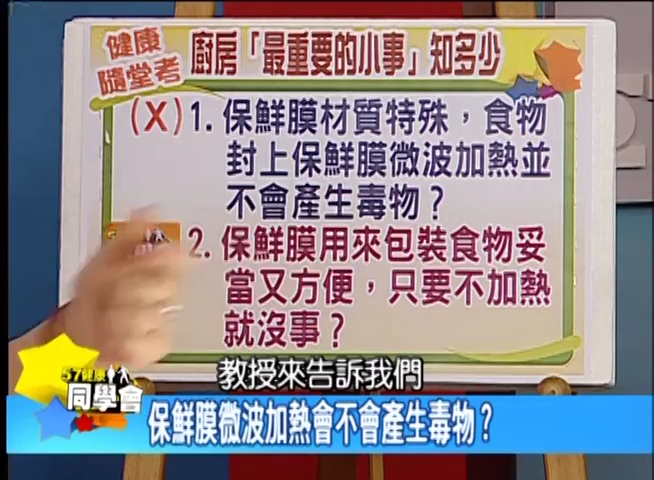 健康
隨堂考
廚房「最重要的小事」知多少
(X)1. 保鮮膜材質特殊，食物
封上保鮮膜微波加熱並
不會產生毒物？
2. 保鮮膜用來包裝食物妥
當又方便，只要不加熱
就沒事？
教授來告訴我們
57健康
同學會
保鮮膜微波加熱會不會產生毒物？